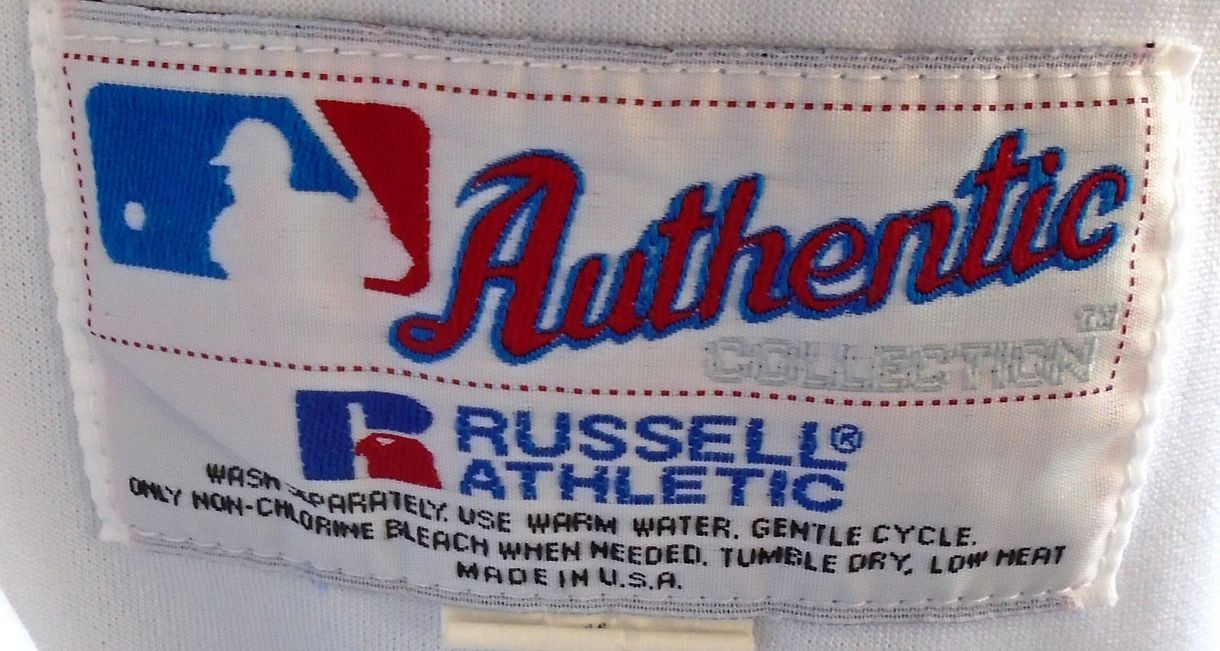 Authentic
™
COLLECTION
RUSSELL®
ATHLETIC
WASH SEPARATELY. USE WARM WATER. GENTLE CYCLE.
ONLY NON-CHLORINE BLEACH WHEN NEEDED. TUMBLE DRY, LOW HEAT
MADE IN U.S.A.